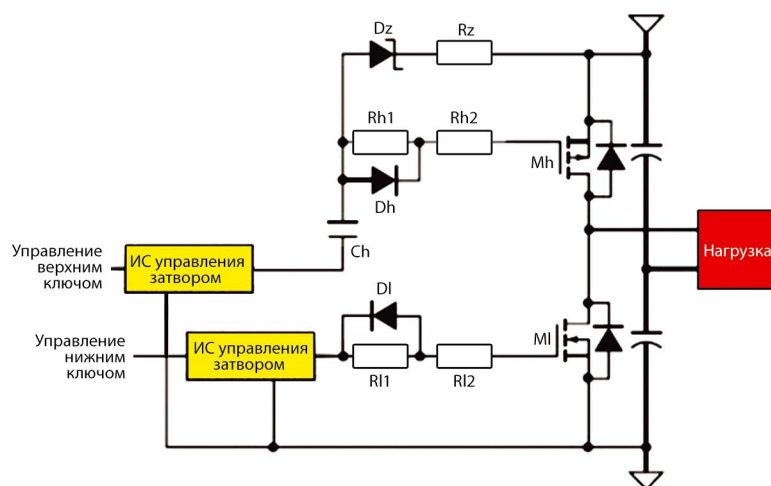 Dz
Rz
Rh1
Rh2
Mh
Dh
Ch
Управление
верхним
ключом
ИС управления
затвором
Нагрузка
Управление
нижним
ключом
ИС управления
затвором
Dl
Rl1
Rl2
Ml